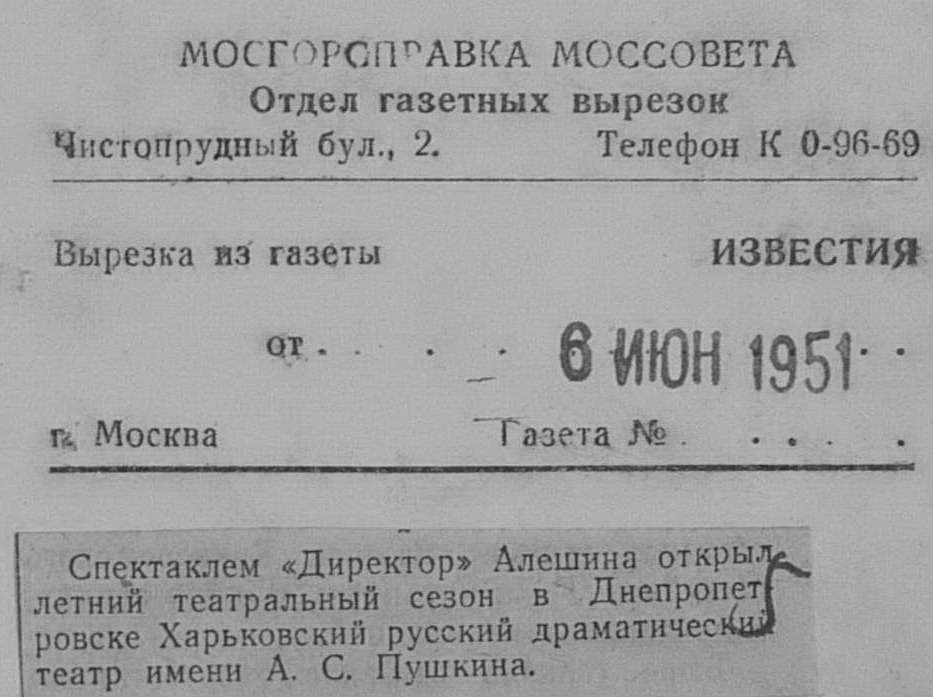 МОСГОРСПРАВКА МОССОВЕТА
Отдел газетных вырезок
Чистопрудный бул., 2. Телефон К 0-96-69
Вырезка из газеты ИЗВЕСТИЯ
от . . . . 6 ИЮН 1951 . .
г. Москва Газета № . . . . .
Спектаклем «Директор» Алешина открыл
летний театральный сезон в Днепропет
ровске Харьковский русский драматический
театр имени А. С. Пушкина.